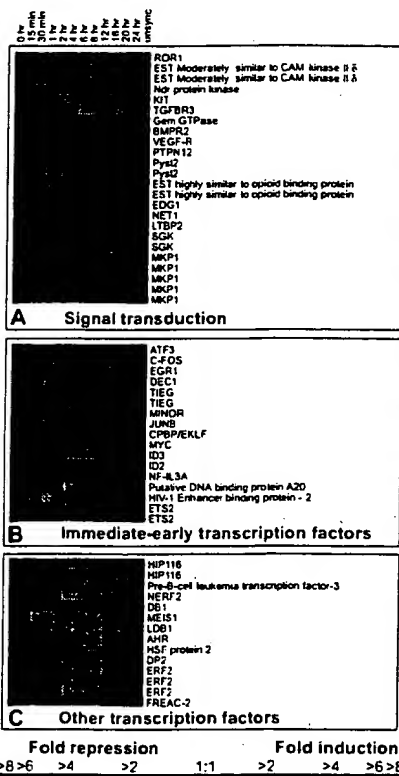 0 hr
15 min
30 min
1 hr
2 hr
4 hr
6 hr
8 hr
12 hr
16 hr
20 hr
24 hr
unsync
ROR1
EST Moderately similar to CAM kinase II δ
EST Moderately similar to CAM kinase II δ
Ndr protein kinase
KIT
TGFBR3
Gem GTPase
BMPR2
VEGF-R
PTPN12
Pyst2
Pyst2
EST highly similar to opioid binding protein
EST highly similar to opioid binding protein
EDG1
NET1
LTBP2
SGK
SGK
MKP1
MKP1
MKP1
MKP1
MKP1
A Signal transduction
ATF3
C-FOS
EGR1
DEC1
TIEG
TIEG
MINOR
JUNB
CPBP/EKLF
MYC
ID3
ID2
NF-IL3A
Putative DNA binding protein A20
HIV-1 Enhancer binding protein - 2
ETS2
ETS2
B Immediate-early transcription factors
HIP116
HIP116
Pre-B-cell leukemia transcription factor-3
NERF2
DB1
MEIS1
LDB1
AHR
HSF protein 2
DP2
ERF2
ERF2
ERF2
FREAC-2
C Other transcription factors
Fold repression Fold induction
>8 >6 >4 >2 1:1 >2 >4 >6 >8